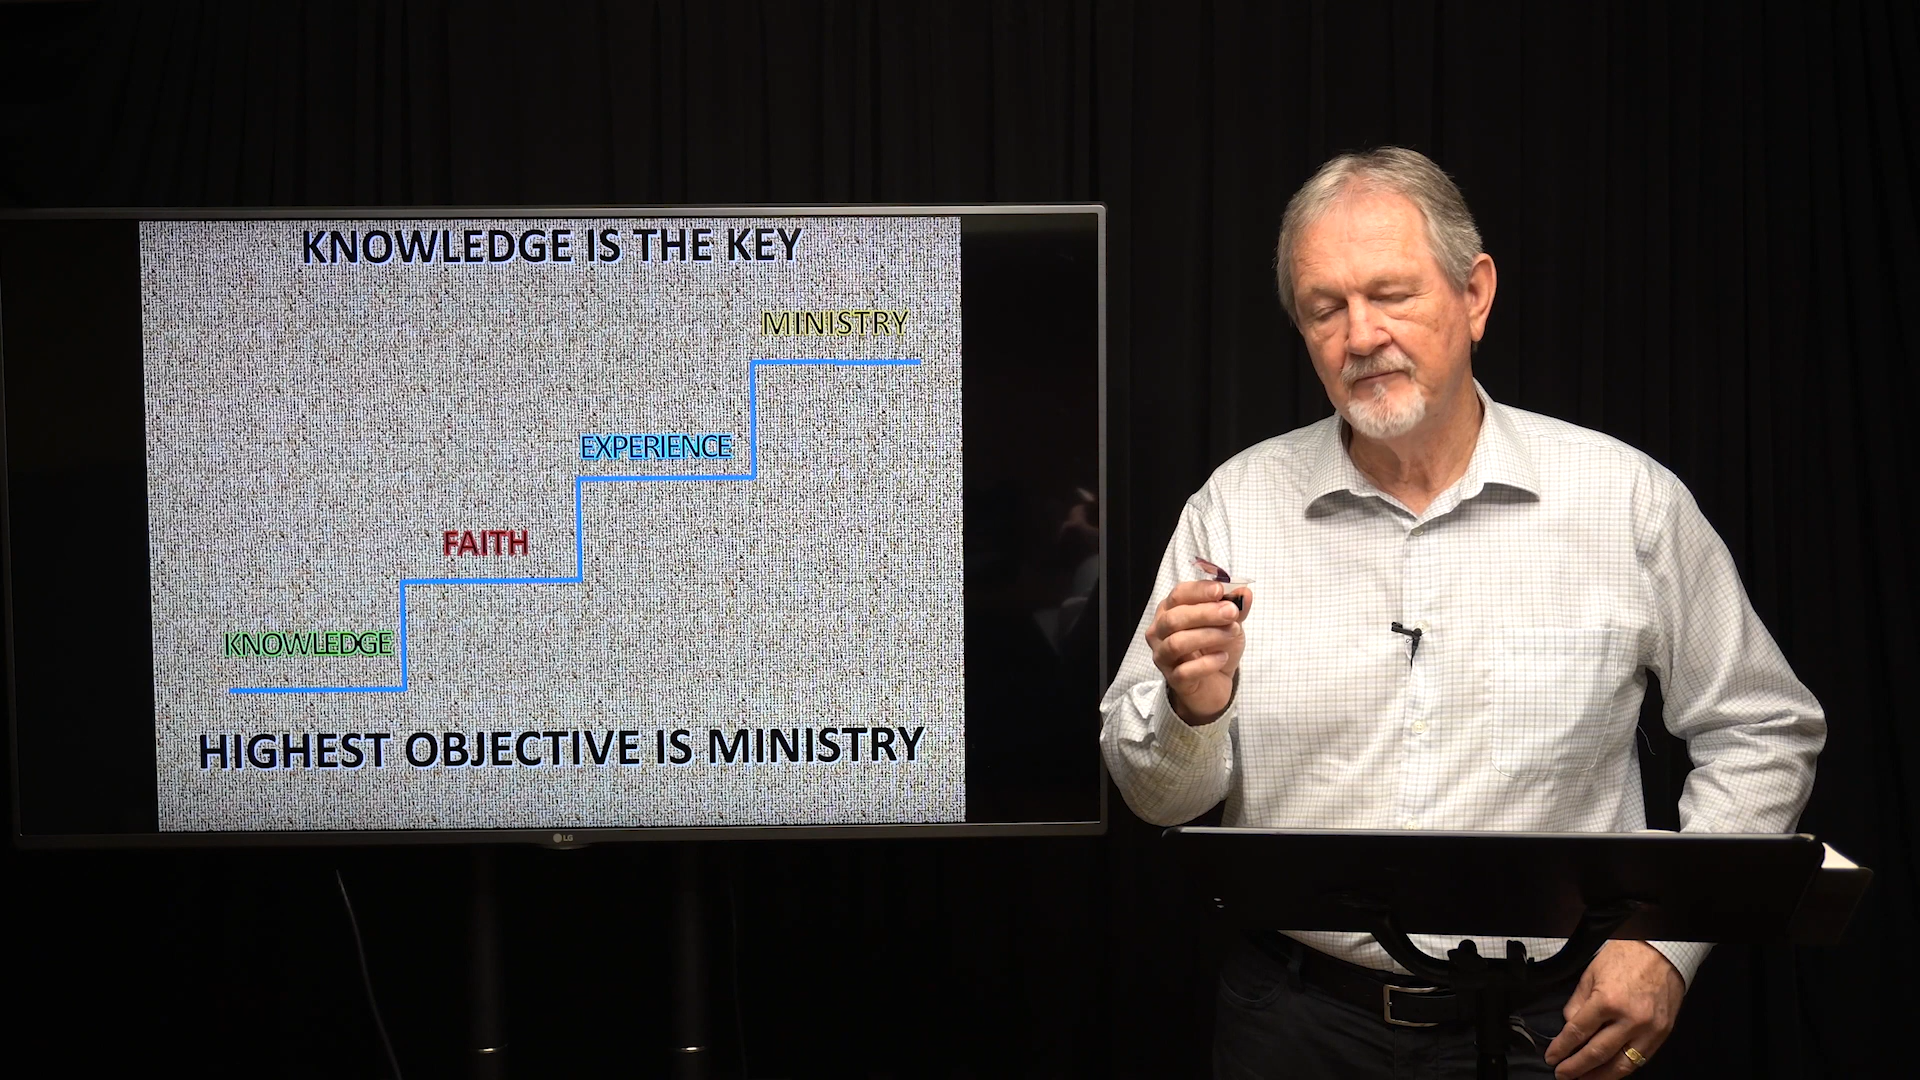 KNOWLEDGE IS THE KEY
MINISTRY
EXPERIENCE
FAITH
KNOWLEDGE
HIGHEST OBJECTIVE IS MINISTRY
LG